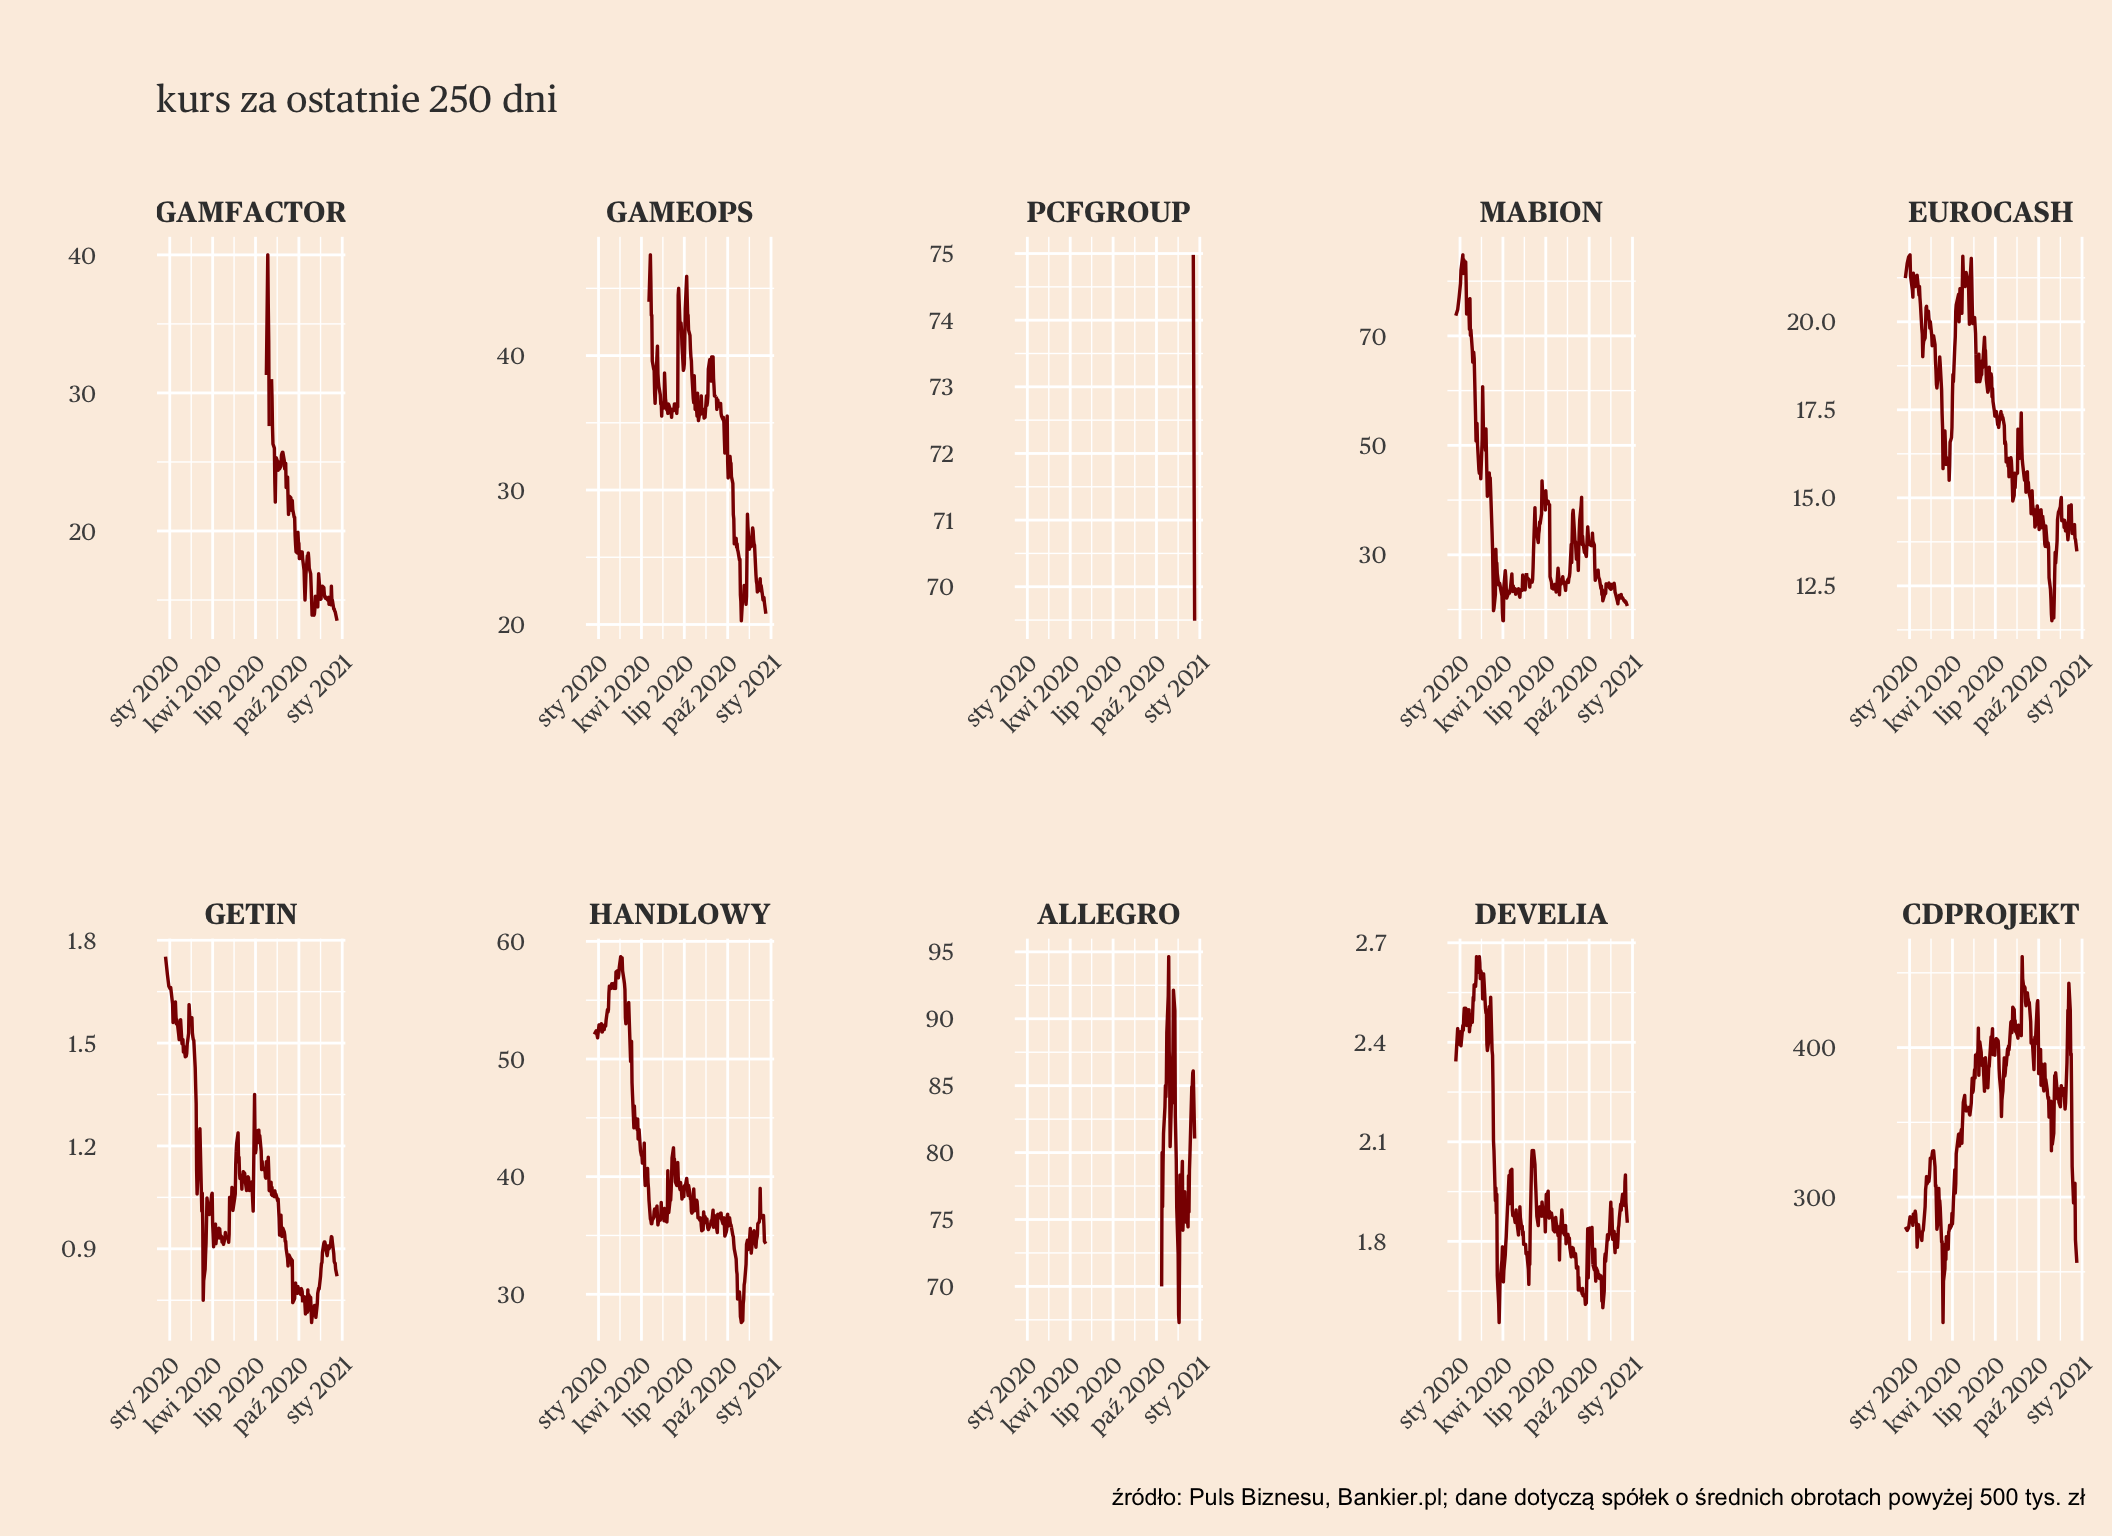 kurs za ostatnie 250 dni
GAMFACTOR
40
30
20
sty 2020
kwi 2020
lip 2020
paź 2020
sty 2021
GAMEOPS
40
30
20
sty 2020
kwi 2020
lip 2020
paź 2020
sty 2021
PCFGROUP
75
74
73
72
71
70
sty 2020
kwi 2020
lip 2020
paź 2020
sty 2021
MABION
70
50
30
sty 2020
kwi 2020
lip 2020
paź 2020
sty 2021
EUROCASH
20.0
17.5
15.0
12.5
sty 2020
kwi 2020
lip 2020
paź 2020
sty 2021
GETIN
1.8
1.5
1.2
0.9
sty 2020
kwi 2020
lip 2020
paź 2020
sty 2021
HANDLOWY
60
50
40
30
sty 2020
kwi 2020
lip 2020
paź 2020
sty 2021
ALLEGRO
95
90
85
80
75
70
sty 2020
kwi 2020
lip 2020
paź 2020
sty 2021
DEVELIA
2.7
2.4
2.1
1.8
sty 2020
kwi 2020
lip 2020
paź 2020
sty 2021
CDPROJEKT
400
300
sty 2020
kwi 2020
lip 2020
paź 2020
sty 2021
źródło: Puls Biznesu, Bankier.pl; dane dotyczą spółek o średnich obrotach powyżej 500 tys. zł